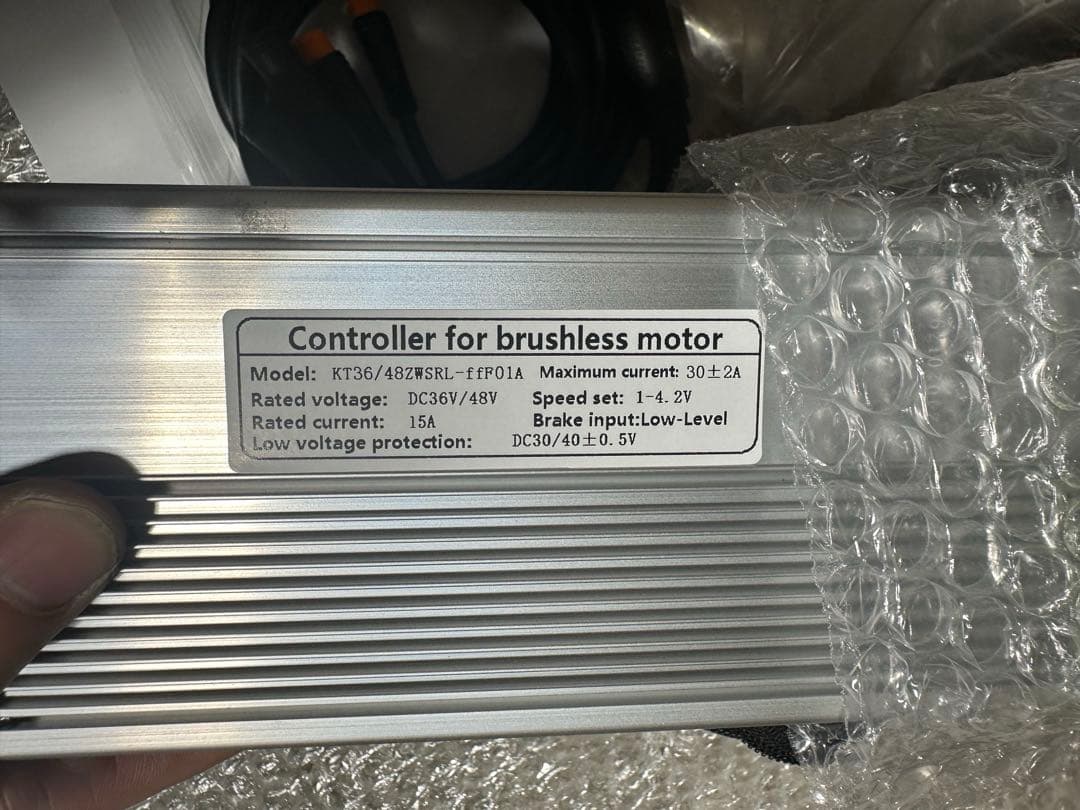 Controller for brushless motor
Model: KT36/48ZWSRL-ffF01A Maximum current: 30±2A
Rated voltage: DC36V/48V Speed set: 1-4.2V
Rated current: 15A Brake input:Low-Level
Low voltage protection: DC30/40±0.5V